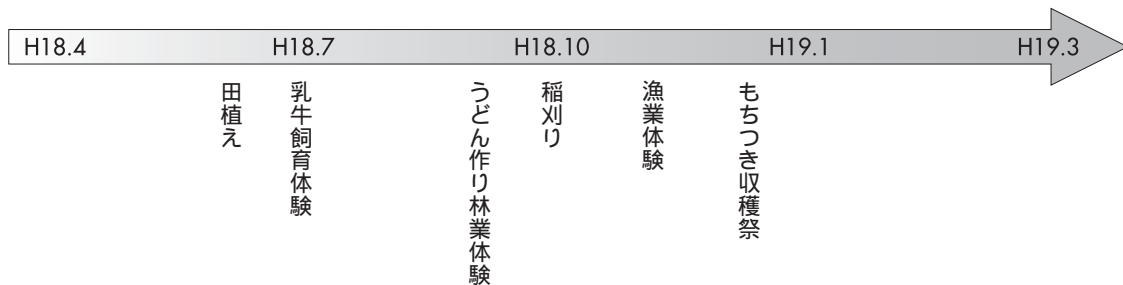 H18.4
H18.7
H18.10
H19.1
H19.3
田植え
乳牛飼育体験
うどん作り林業体験
稲刈り
漁業体験
もちつき収穫祭